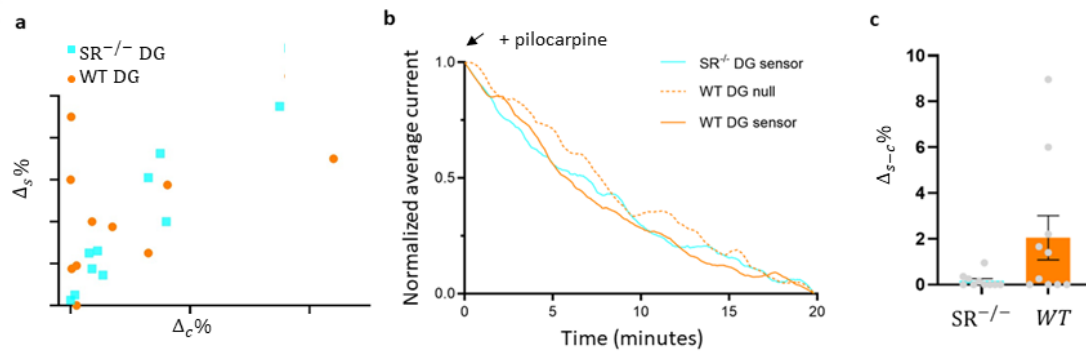 a
SR⁻/⁻ DG
WT DG
Δₛ%
Δ꜀%
b
+ pilocarpine
Normalized average current
1.0
0.5
0.0
0
5
10
15
20
Time (minutes)
SR⁻/⁻ DG sensor
WT DG null
WT DG sensor
c
Δₛ₋꜀%
10
8
6
4
2
0
SR⁻/⁻
WT